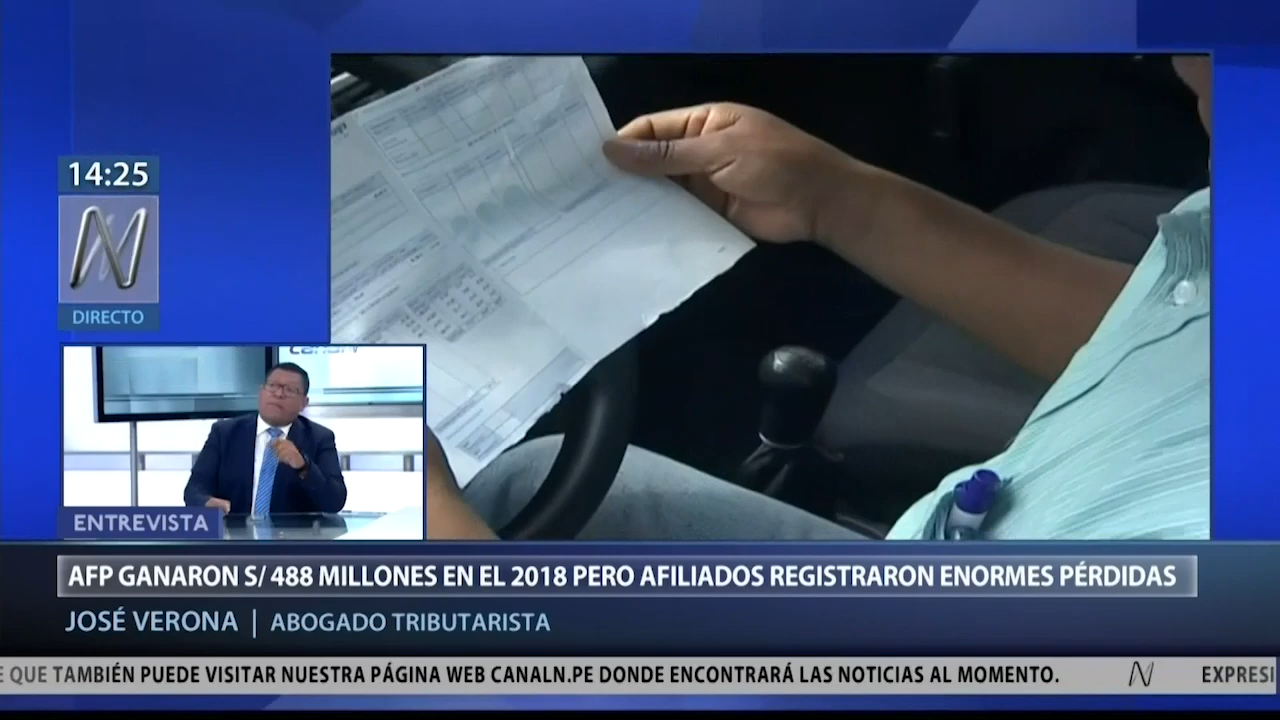 14:25
DIRECTO
canalN
ENTREVISTA
AFP GANARON S/ 488 MILLONES EN EL 2018 PERO AFILIADOS REGISTRARON ENORMES PÉRDIDAS
JOSÉ VERONA | ABOGADO TRIBUTARISTA
E QUE TAMBIÉN PUEDE VISITAR NUESTRA PÁGINA WEB CANALN.PE DONDE ENCONTRARÁ LAS NOTICIAS AL MOMENTO. N EXPRESI